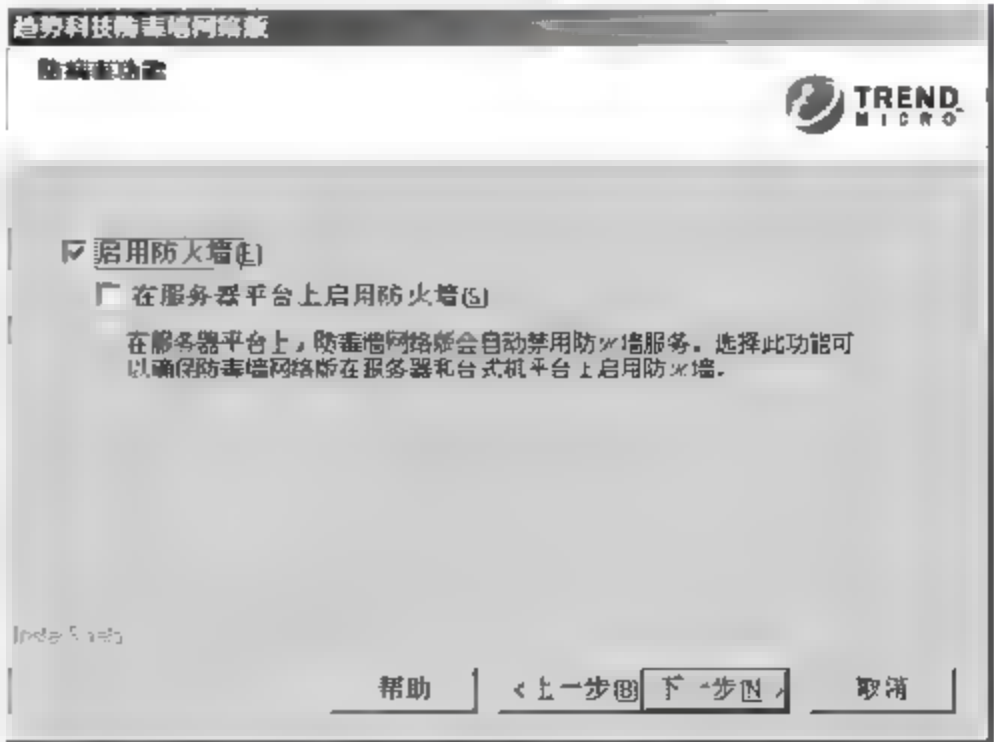 趋势科技防毒墙网络版
防病毒功能
TREND
MICRO
启用防火墙(E)
在服务器平台上启用防火墙(S)
在服务器平台上,防毒墙网络版会自动禁用防火墙服务。选择此功能可
以确保防毒墙网络版在服务器和台式机平台上启用防火墙。
InstallShield
帮助 <上一步(B) 下一步(N)> 取消